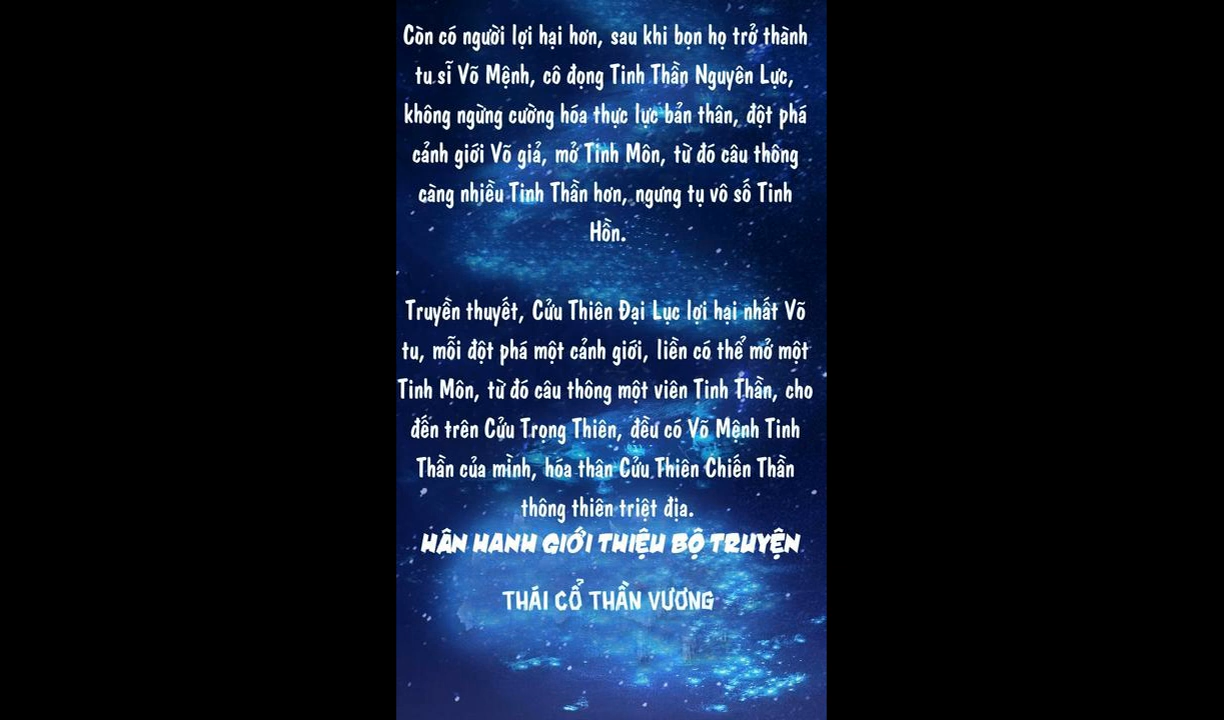 Còn có người lợi hại hơn, sau khi bọn họ trở thành
tu sĩ Võ Mệnh, cô đọng Tinh Thần Nguyên Lực,
không ngừng cường hóa thực lực bản thân, đột phá
cảnh giới Võ giả, mở Tinh Môn, từ đó câu thông
càng nhiều Tinh Thần hơn, ngưng tụ vô số Tinh
Hồn.
Truyền thuyết, Cửu Thiên Đại Lục lợi hại nhất Võ
tu, mỗi đột phá một cảnh giới, liền có thể mở một
Tinh Môn, từ đó câu thông một viên Tinh Thần, cho
đến trên Cửu Trọng Thiên, đều có Võ Mệnh Tinh
Thần của mình, hóa thân Cửu Thiên Chiến Thần
thông thiên triệt địa.
HÂN HANH GIỚI THIỆU BỘ TRUYỆN
THÁI CỔ THẦN VƯƠNG